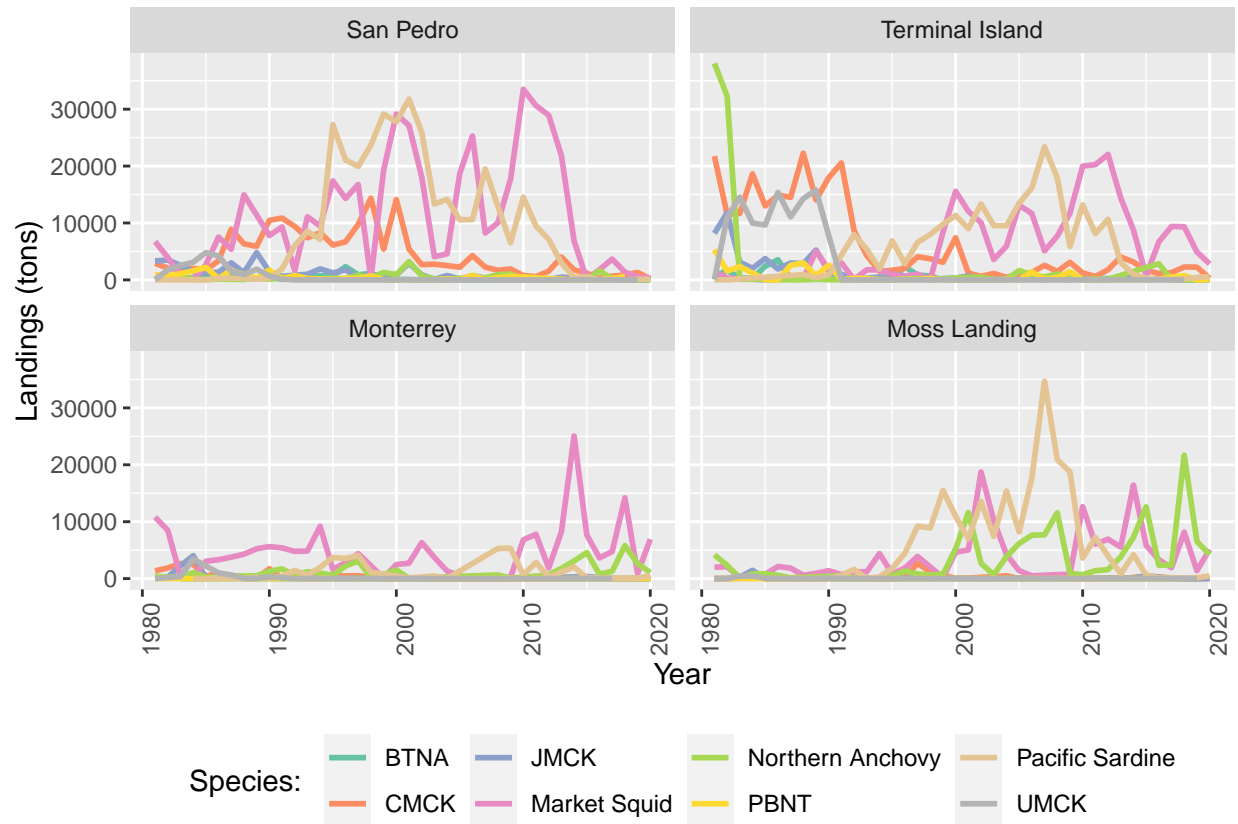 San Pedro
Terminal Island
30000
20000
10000
0
Monterrey
Moss Landing
30000
20000
10000
0
Landings (tons)
1980
1990
2000
2010
2020
1980
1990
2000
2010
2020
Year
Species:
BTNA
JMCK
Northern Anchovy
Pacific Sardine
CMCK
Market Squid
PBNT
UMCK